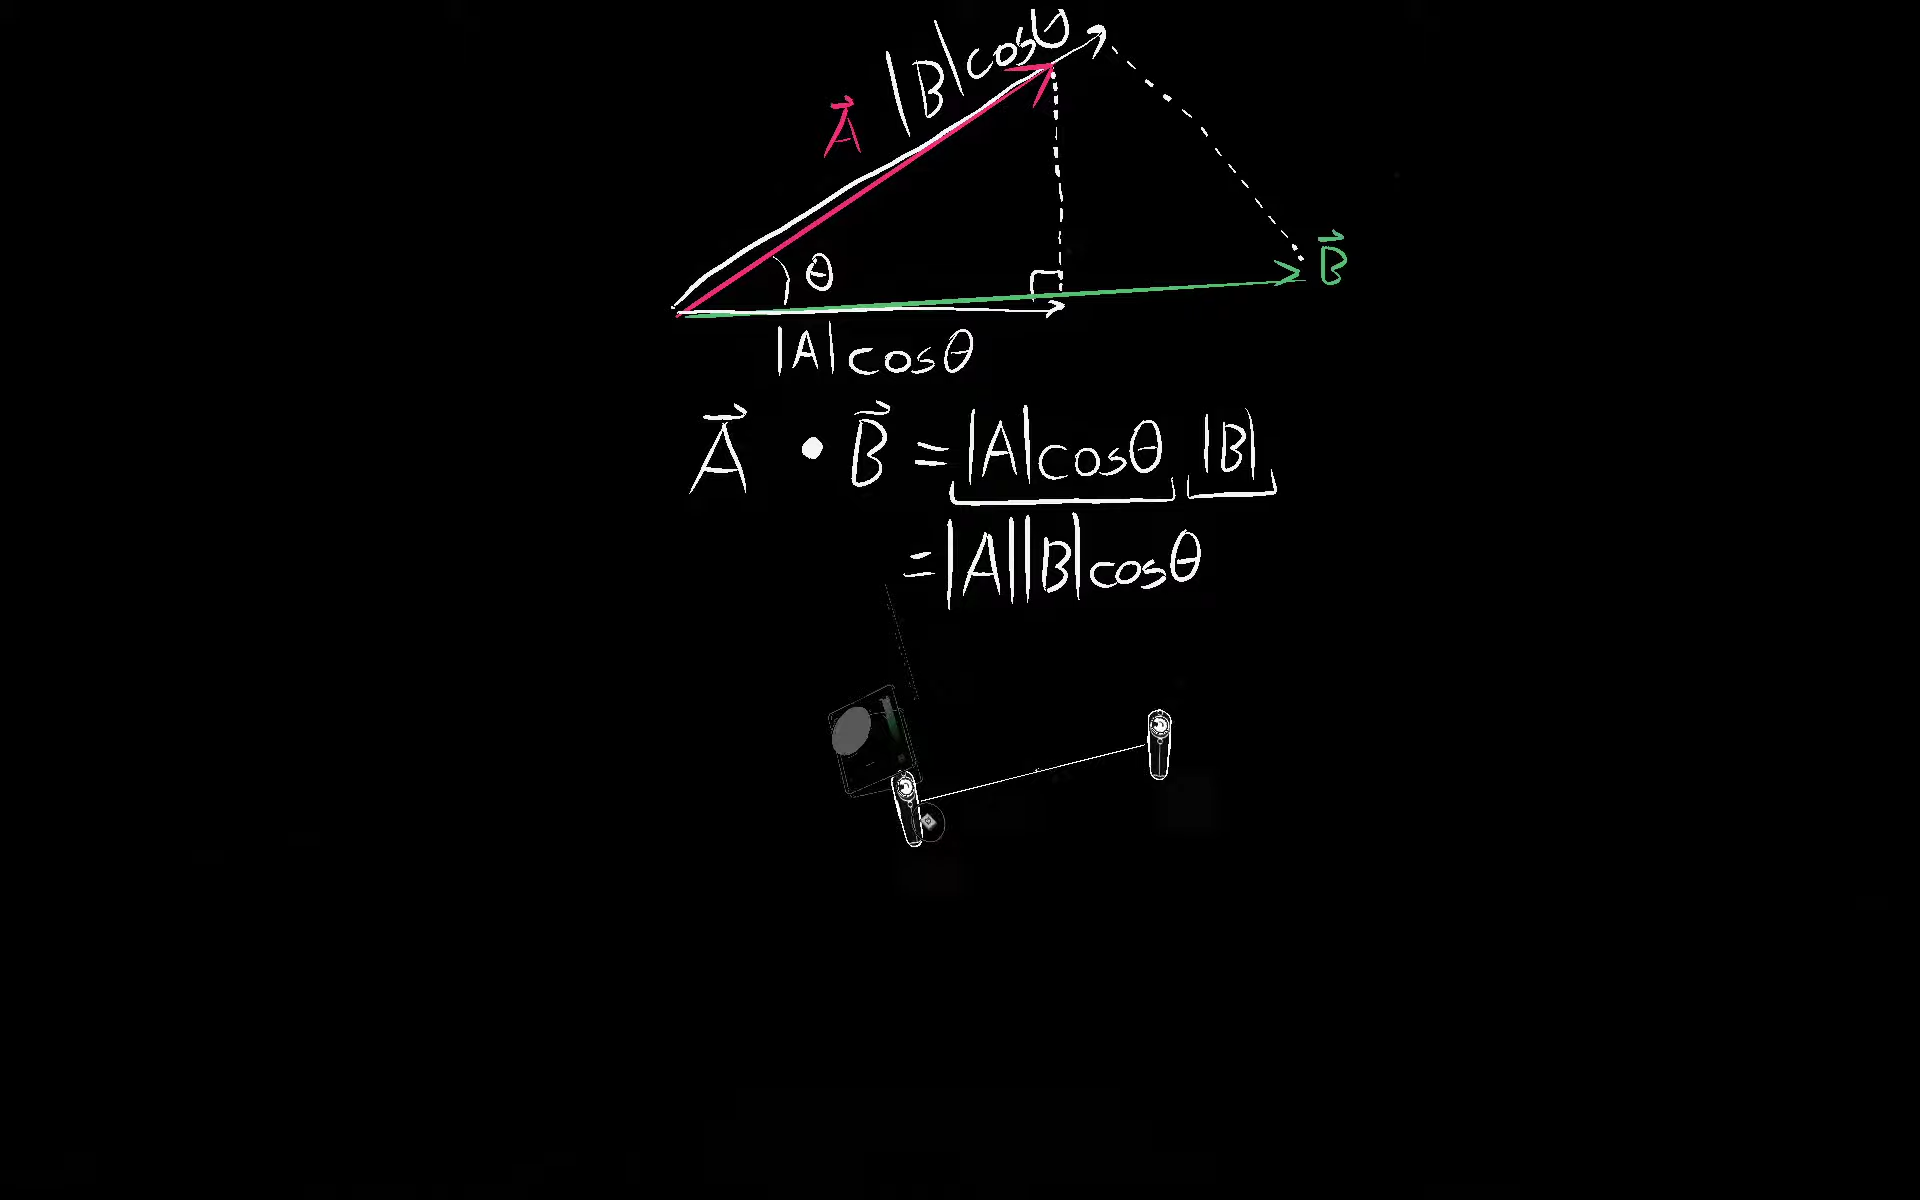 |B|cosθ
A⃗
θ
B⃗
|A|cosθ
A⃗ • B⃗ = |A|cosθ |B|
= |A||B|cosθ